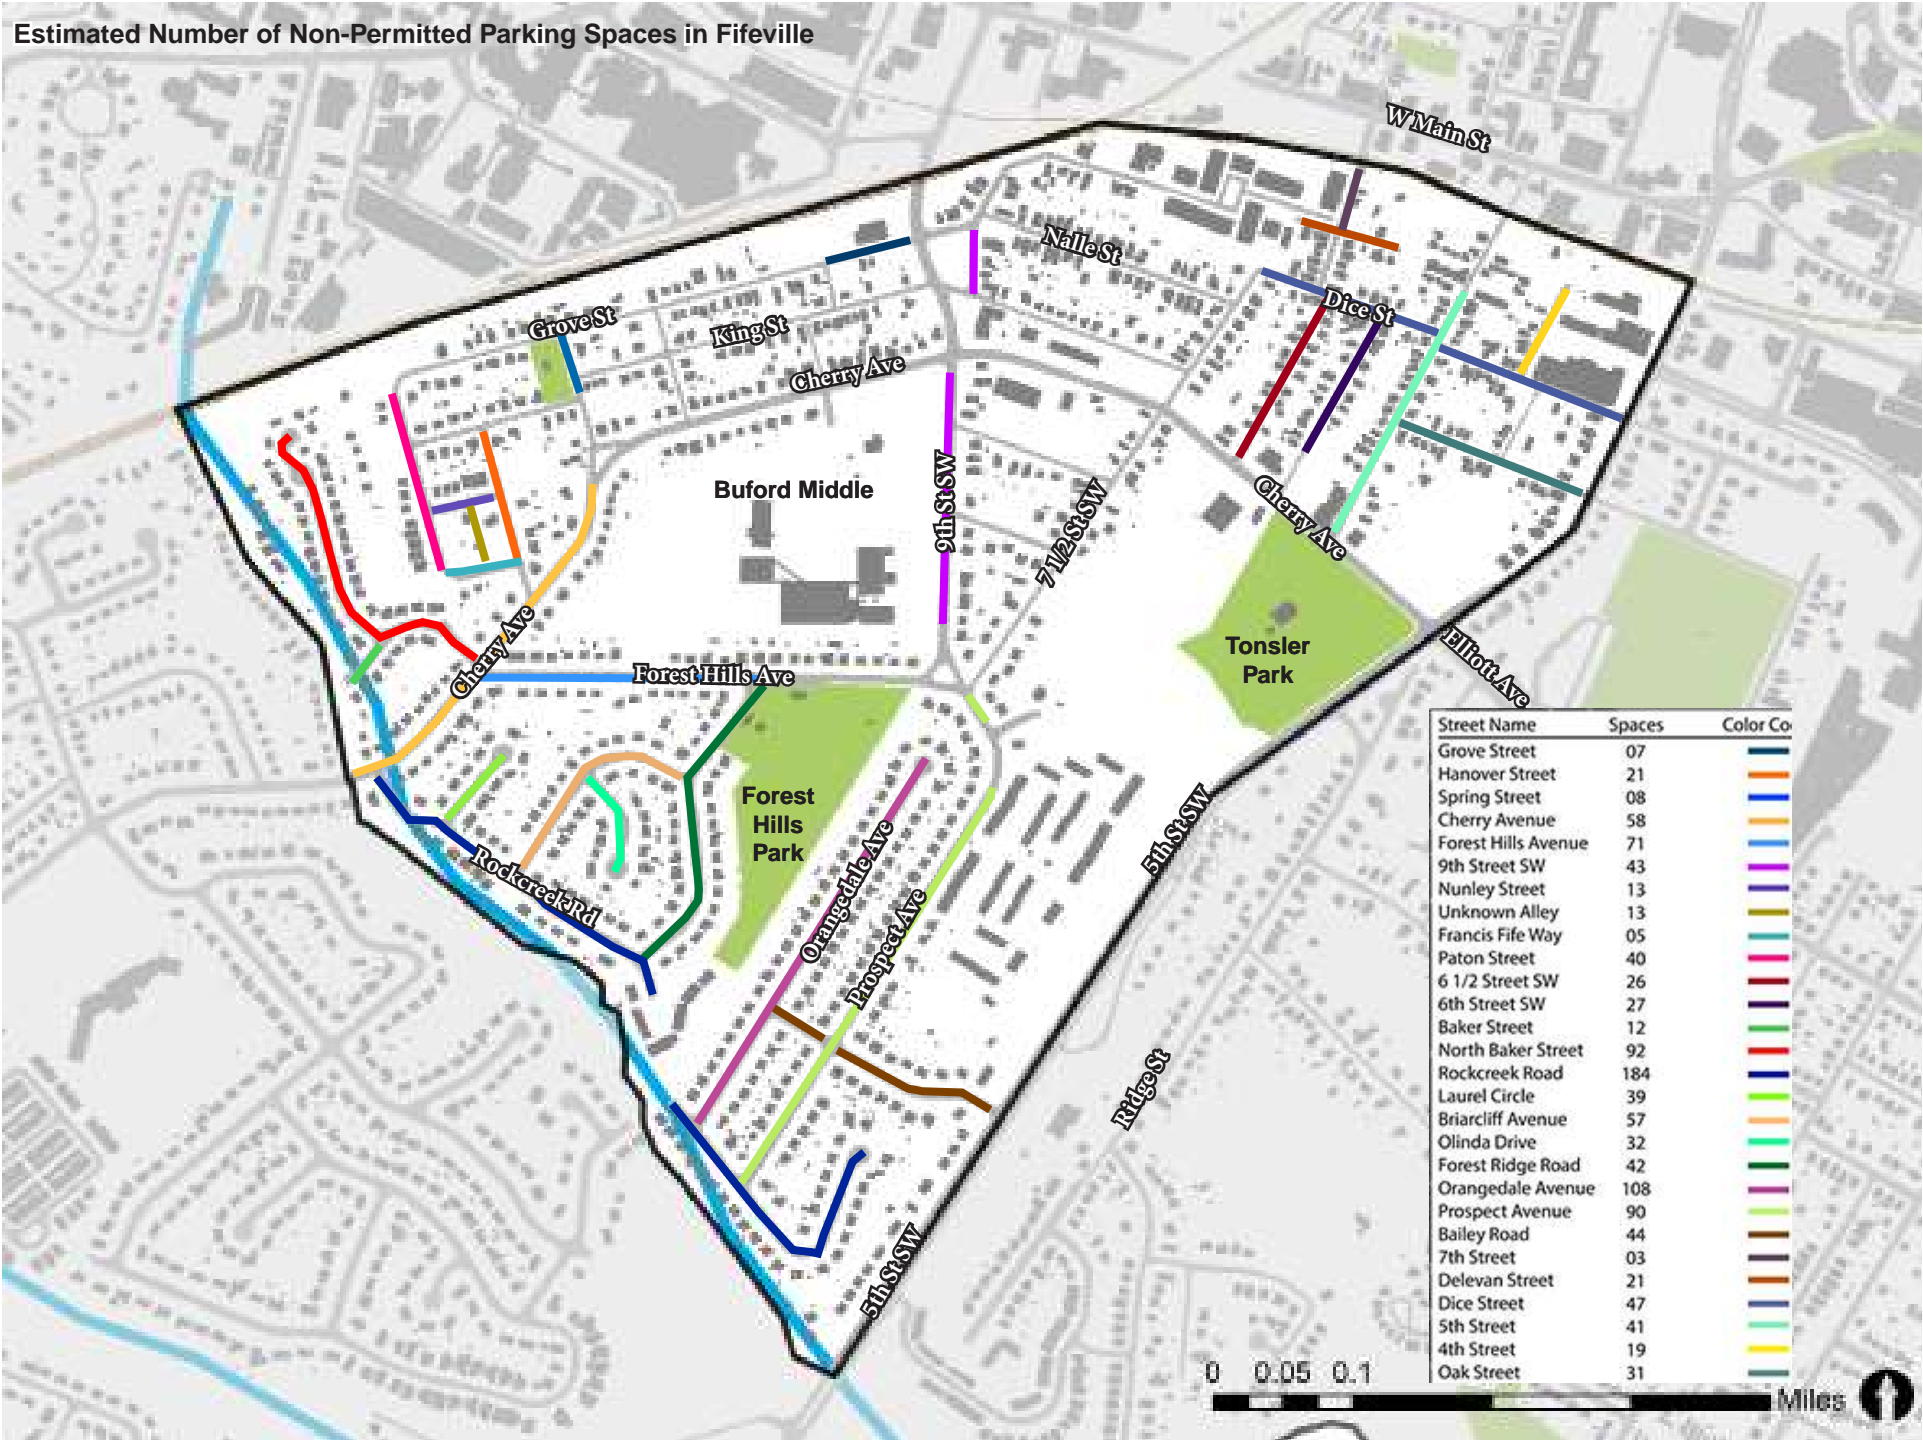 Estimated Number of Non-Permitted Parking Spaces in Fifeville
W Main St
Nalle St
Grove St
King St
Dice St
Cherry Ave
Buford Middle
9th St SW
7 1/2 St SW
Cherry Ave
Cherry Ave
Tonsler
Park
Elliott Ave
Forest Hills Ave
Forest
Hills
Park
Orangedale Ave
Prospect Ave
Rockcreek Rd
5th St SW
Ridge St
5th St SW
Street Name Spaces Color Co
Grove Street 07
Hanover Street 21
Spring Street 08
Cherry Avenue 58
Forest Hills Avenue 71
9th Street SW 43
Nunley Street 13
Unknown Alley 13
Francis Fife Way 05
Paton Street 40
6 1/2 Street SW 26
6th Street SW 27
Baker Street 12
North Baker Street 92
Rockcreek Road 184
Laurel Circle 39
Briarcliff Avenue 57
Olinda Drive 32
Forest Ridge Road 42
Orangedale Avenue 108
Prospect Avenue 90
Bailey Road 44
7th Street 03
Delevan Street 21
Dice Street 47
5th Street 41
4th Street 19
Oak Street 31
0 0.05 0.1
Miles